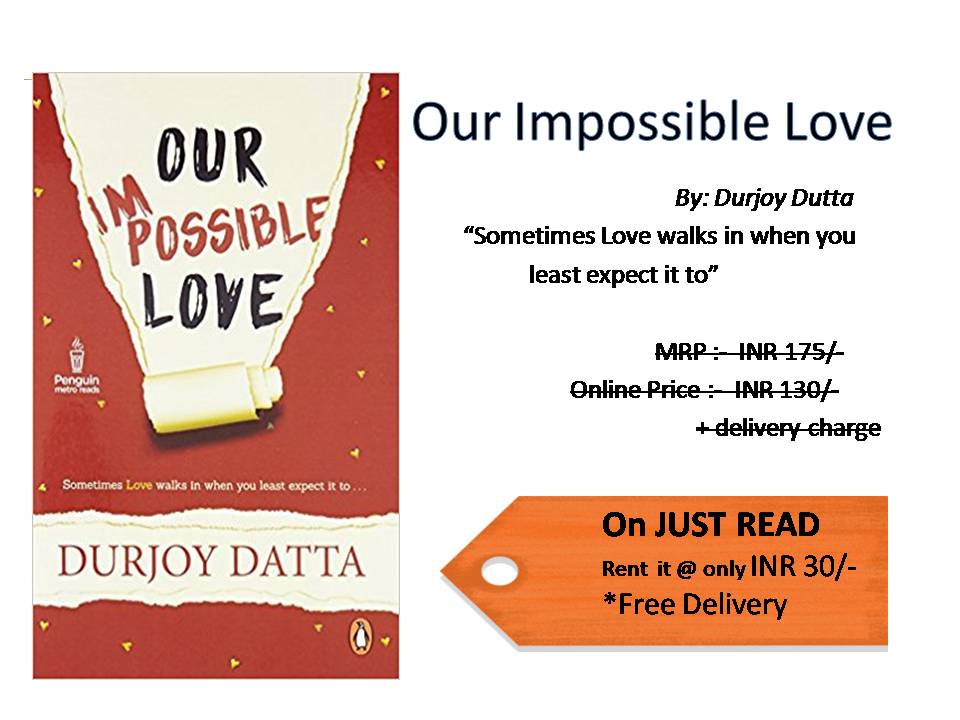 OUR
IMPOSSIBLE
LOVE
Penguin
metro reads
Sometimes Love walks in when you least expect it to ...
DURJOY DATTA
Our Impossible Love
By: Durjoy Dutta
“Sometimes Love walks in when you
least expect it to”
MRP :- INR 175/-
Online Price :- INR 130/-
+ delivery charge
On JUST READ
Rent it @ only INR 30/-
*Free Delivery